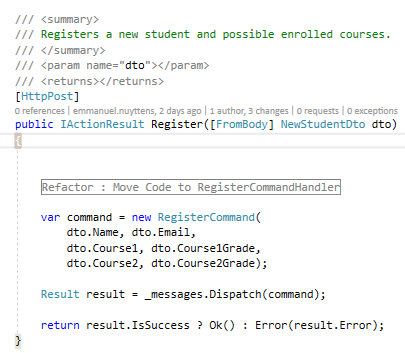 /// <summary>
/// Registers a new student and possible enrolled courses.
/// </summary>
/// <param name="dto"></param>
/// <returns></returns>
[HttpPost]
0 references | emmanuel.nuyttens, 2 days ago | 1 author, 3 changes | 0 requests | 0 exceptions
public IActionResult Register([FromBody] NewStudentDto dto)
{
Refactor : Move Code to RegisterCommandHandler
var command = new RegisterCommand(
dto.Name, dto.Email,
dto.Course1, dto.Course1Grade,
dto.Course2, dto.Course2Grade);
Result result = _messages.Dispatch(command);
return result.IsSuccess ? Ok() : Error(result.Error);
}